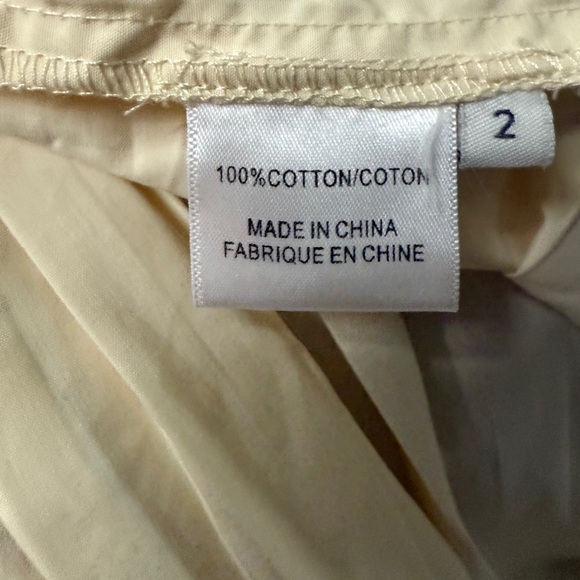 2
100%COTTON/COTON
MADE IN CHINA
FABRIQUE EN CHINE